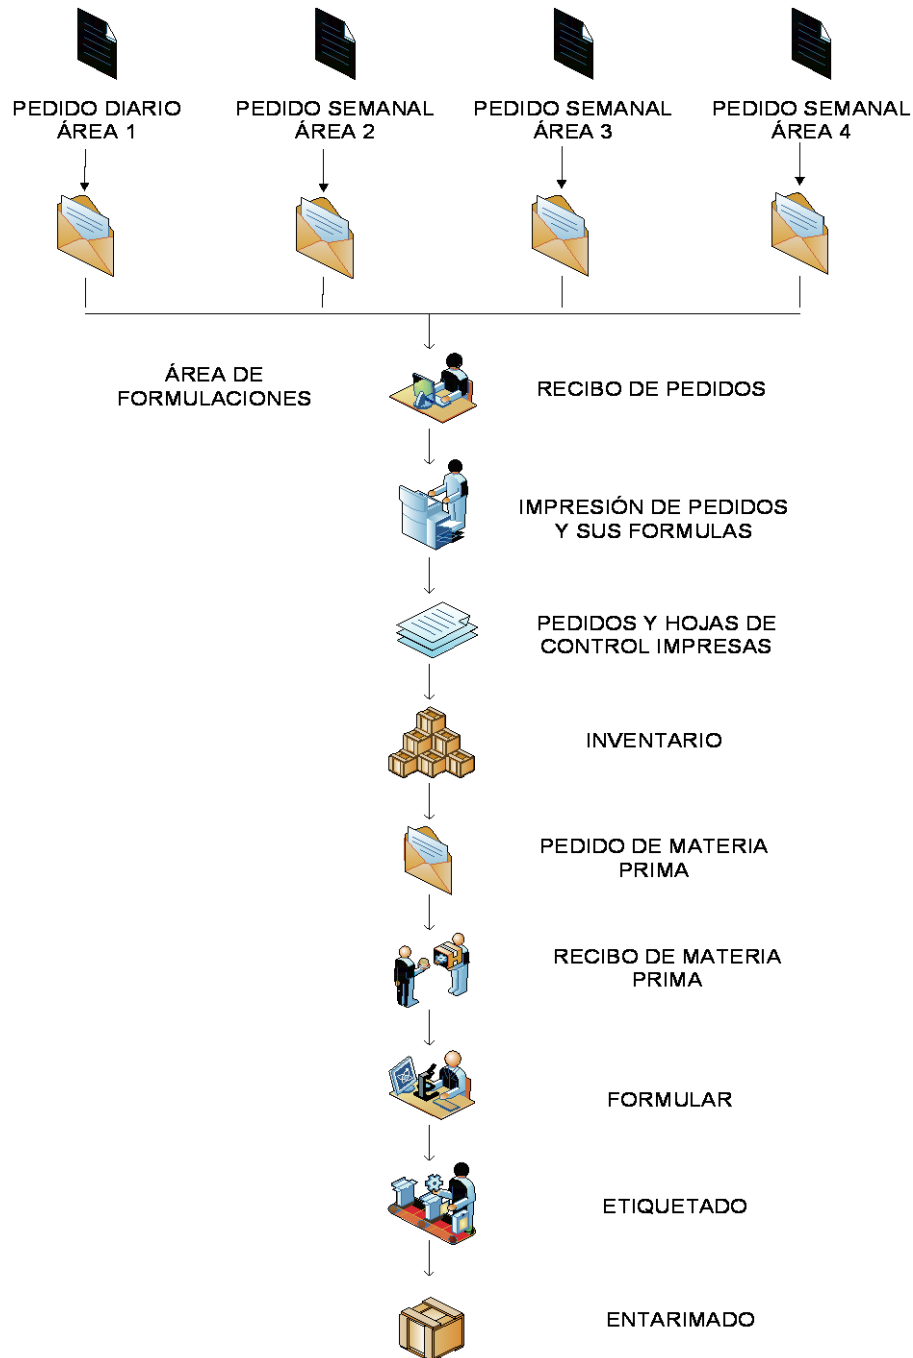 PEDIDO DIARIO
ÁREA 1
PEDIDO SEMANAL
ÁREA 2
PEDIDO SEMANAL
ÁREA 3
PEDIDO SEMANAL
ÁREA 4
ÁREA DE
FORMULACIONES
RECIBO DE PEDIDOS
IMPRESIÓN DE PEDIDOS
Y SUS FORMULAS
PEDIDOS Y HOJAS DE
CONTROL IMPRESAS
INVENTARIO
PEDIDO DE MATERIA
PRIMA
RECIBO DE MATERIA
PRIMA
FORMULAR
ETIQUETADO
ENTARIMADO